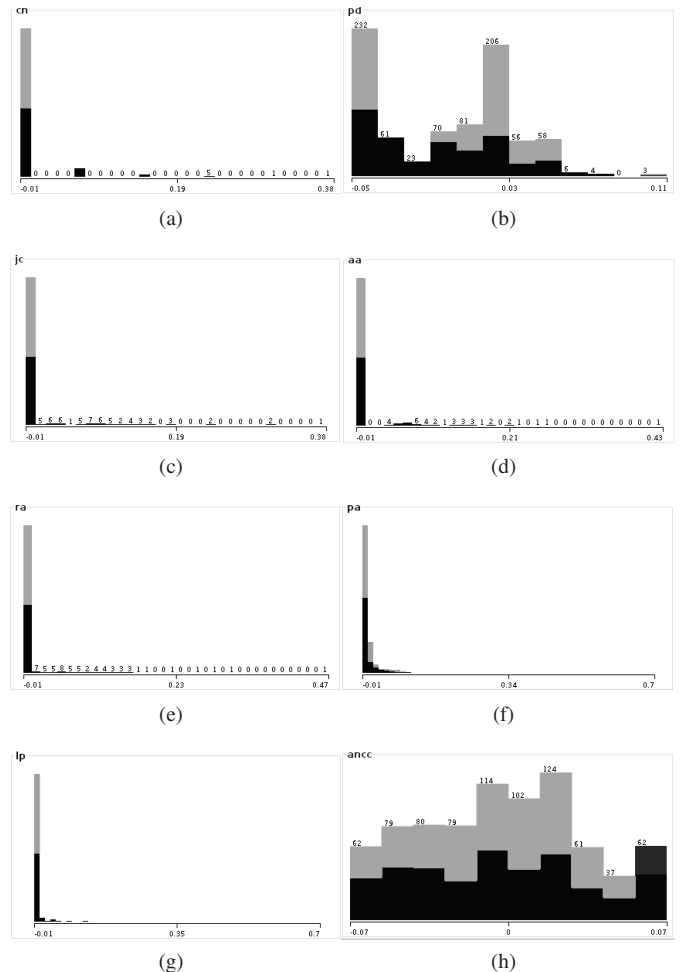 cn
0 0 0 0 0 0 0 0 0 0 0 0 0 0 5 0 0 0 0 0 1 0 0 0 0 1
-0.01 0.19 0.38
(a)
pd
232 61 23 70 81 206 56 58 6 4 0 3
-0.05 0.03 0.11
(b)
jc
5 6 6 1 5 7 6 5 2 4 3 2 0 3 0 0 0 2 0 0 0 0 0 2 0 0 0 0 1
-0.01 0.19 0.38
(c)
aa
0 0 4 6 4 2 1 3 3 3 1 2 0 2 1 0 1 1 0 0 0 0 0 0 0 0 0 0 0 1
-0.01 0.21 0.43
(d)
ra
7 5 5 8 5 5 2 4 4 3 3 3 1 1 0 0 1 0 0 1 0 1 0 1 0 0 0 0 0 0 0 0 0 0 1
-0.01 0.23 0.47
(e)
pa
-0.01 0.34 0.7
(f)
lp
-0.01 0.35 0.7
(g)
ancc
62 79 80 79 114 102 124 61 37 62
-0.07 0 0.07
(h)